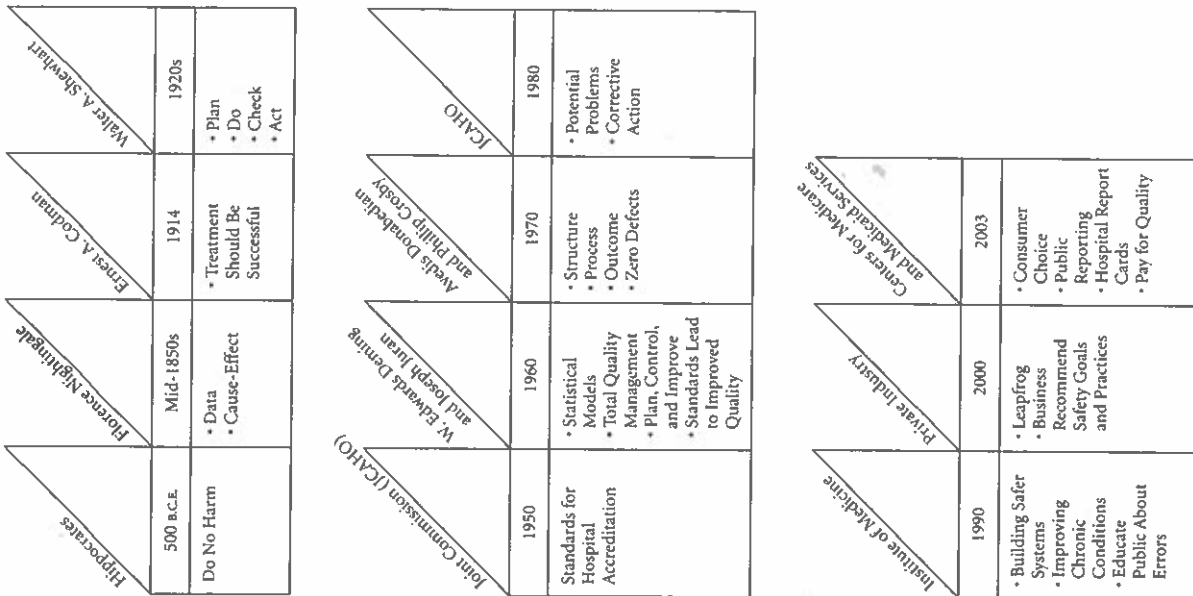 Hippocrates
500 B.C.E.
Do No Harm
Florence Nightingale
Mid-1850s
• Data
• Cause-Effect
Ernest A. Codman
1914
• Treatment
Should Be
Successful
Walter A. Shewhart
1920s
• Plan
• Do
• Check
• Act
Joint Commission (JCAHO)
1950
Standards for
Hospital
Accreditation
W. Edwards Deming
and Joseph Juran
1960
• Statistical
Models
• Total Quality
Management
• Plan, Control,
and Improve
• Standards Lead
to Improved
Quality
Avedis Donabedian
and Phillip Crosby
1970
• Structure
• Process
• Outcome
• Zero Defects
JCAHO
1980
• Potential
Problems
• Corrective
Action
Institute of Medicine
1990
• Building Safer
Systems
• Improving
Chronic
Conditions
• Educate
Public About
Errors
Private Industry
2000
• Leapfrog
• Business
Recommend
Safety Goals
and Practices
Centers for Medicare
and Medicaid Services
2003
• Consumer
Choice
• Public
Reporting
• Hospital Report
Cards
• Pay for Quality